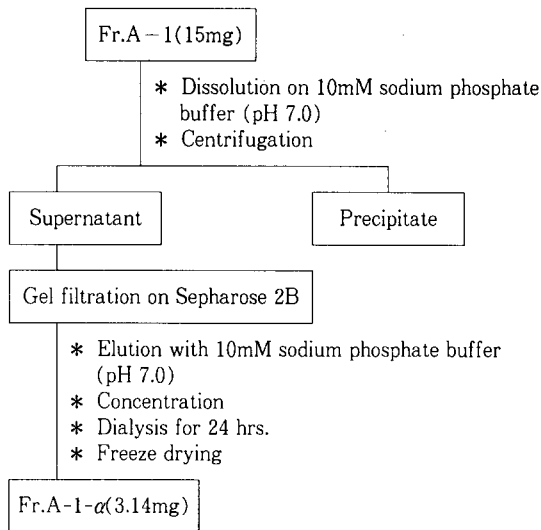 Fr.A-1(15mg)
* Dissolution on 10mM sodium phosphate
buffer (pH 7.0)
* Centrifugation
Supernatant
Precipitate
Gel filtration on Sepharose 2B
* Elution with 10mM sodium phosphate buffer
(pH 7.0)
* Concentration
* Dialysis for 24 hrs.
* Freeze drying
Fr.A-1-α(3.14mg)